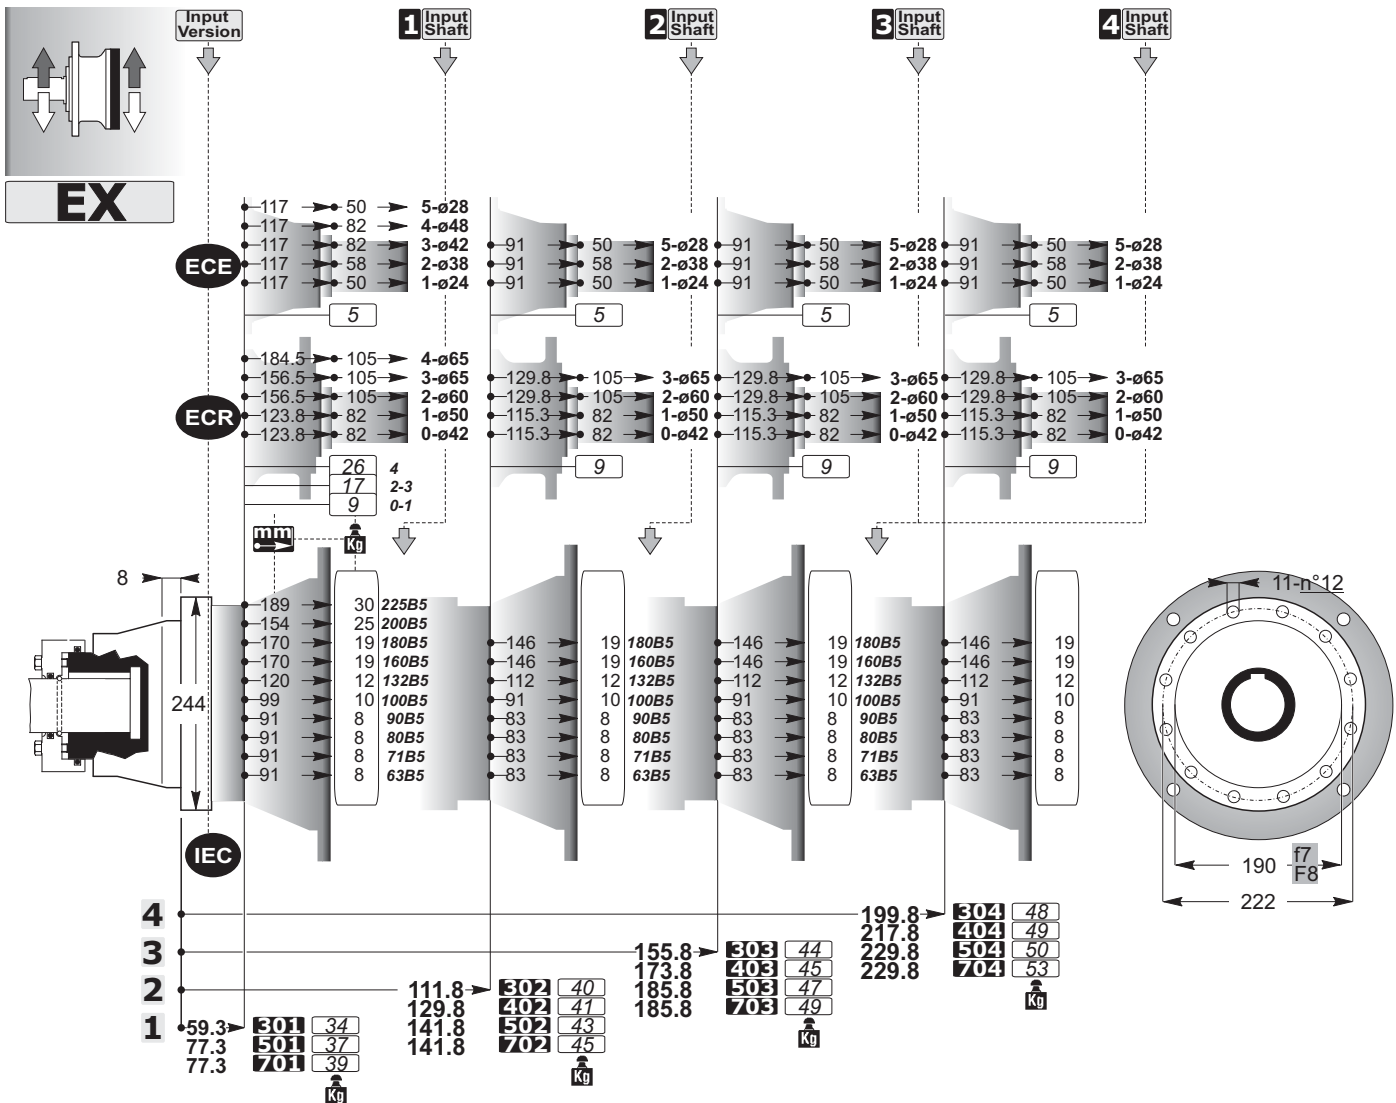 Input Version
1 Input Shaft
2 Input Shaft
3 Input Shaft
4 Input Shaft
EX
117 50 5-ø28
117 82 4-ø48
117 82 3-ø42 91 50 5-ø28 91 50 5-ø28 91 50 5-ø28
ECE
117 58 2-ø38 91 58 2-ø38 91 58 2-ø38 91 58 2-ø38
117 50 1-ø24 91 50 1-ø24 91 50 1-ø24 91 50 1-ø24
5 5 5 5
184.5 105 4-ø65
156.5 105 3-ø65 129.8 105 3-ø65 129.8 105 3-ø65 129.8 105 3-ø65
156.5 105 2-ø60 129.8 105 2-ø60 129.8 105 2-ø60 129.8 105 2-ø60
ECR
123.8 82 1-ø50 115.3 82 1-ø50 115.3 82 1-ø50 115.3 82 1-ø50
123.8 82 0-ø42 115.3 82 0-ø42 115.3 82 0-ø42 115.3 82 0-ø42
26 4 9 9 9
17 2-3
9 0-1
mm Kg
8 11-n°12
189 30 225B5
154 25 200B5
170 19 180B5 146 19 180B5 146 19 180B5 146 19
170 19 160B5 146 19 160B5 146 19 160B5 146 19
120 12 132B5 112 12 132B5 112 12 132B5 112 12
244
99 10 100B5 91 10 100B5 91 10 100B5 91 10
91 8 90B5 83 8 90B5 83 8 90B5 83 8
91 8 80B5 83 8 80B5 83 8 80B5 83 8
91 8 71B5 83 8 71B5 83 8 71B5 83 8
91 8 63B5 83 8 63B5 83 8 63B5 83 8
IEC
190 f7 F8
222
4 199.8 304 48
217.8 404 49
229.8 504 50
229.8 704 53
Kg
3 155.8 303 44
173.8 403 45
185.8 503 47
185.8 703 49
Kg
2 111.8 302 40
129.8 402 41
141.8 502 43
141.8 702 45
Kg
1 59.3 301 34
77.3 501 37
77.3 701 39
Kg